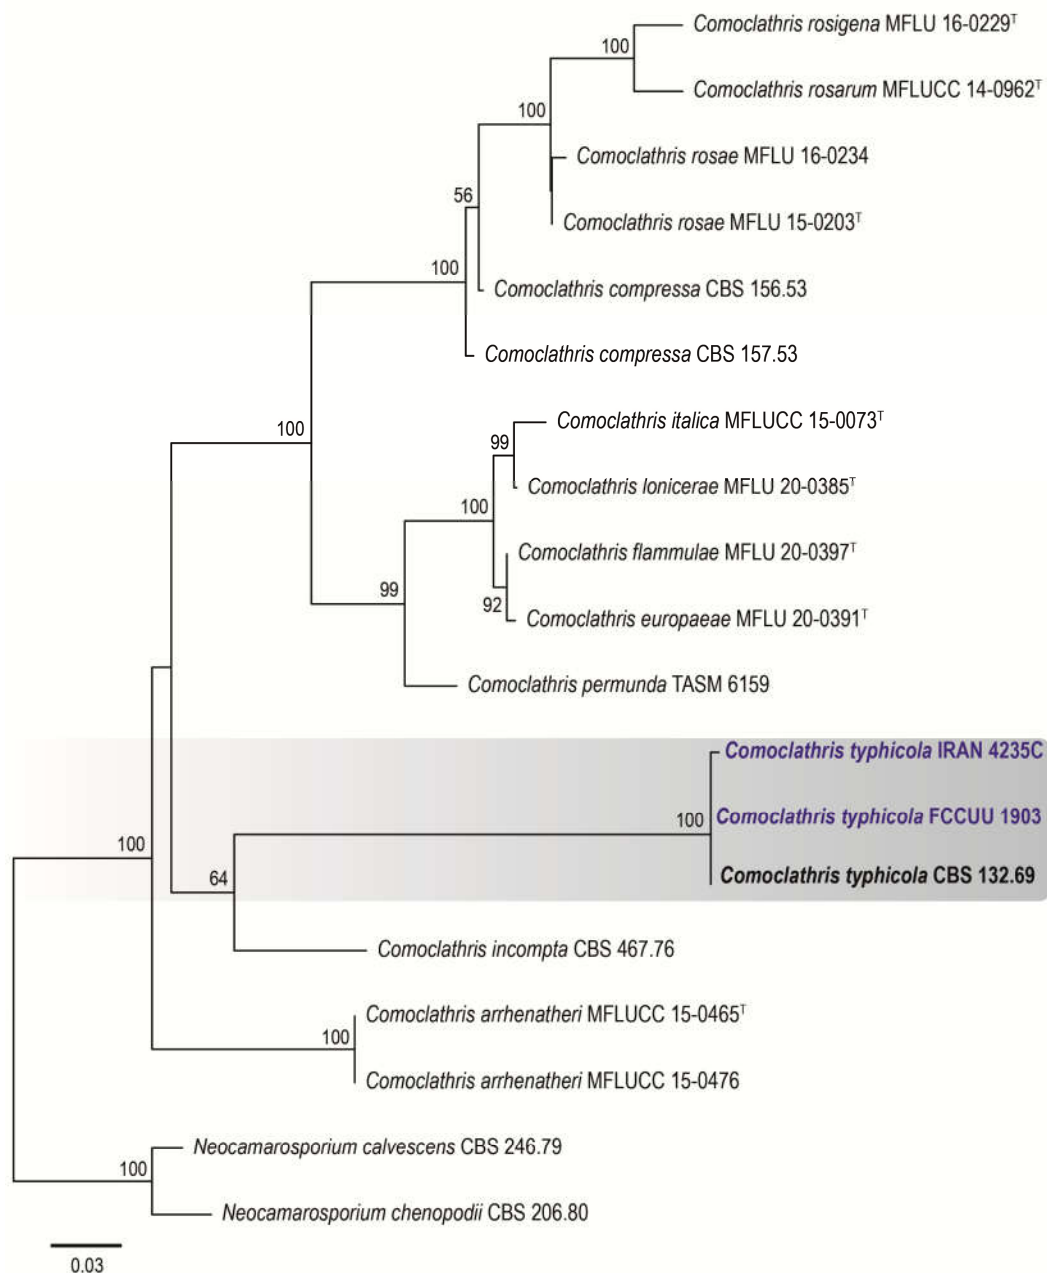 Comoclathris rosigena MFLU 16-0229ᵀ
100
Comoclathris rosarum MFLUCC 14-0962ᵀ
100
Comoclathris rosae MFLU 16-0234
56
Comoclathris rosae MFLU 15-0203ᵀ
100
Comoclathris compressa CBS 156.53
Comoclathris compressa CBS 157.53
Comoclathris italica MFLUCC 15-0073ᵀ
100
99
Comoclathris lonicerae MFLU 20-0385ᵀ
100
Comoclathris flammulae MFLU 20-0397ᵀ
99
92
Comoclathris europaeae MFLU 20-0391ᵀ
Comoclathris permunda TASM 6159
Comoclathris typhicola IRAN 4235C
100
Comoclathris typhicola FCCUU 1903
100
64
Comoclathris typhicola CBS 132.69
Comoclathris incompta CBS 467.76
Comoclathris arrhenatheri MFLUCC 15-0465ᵀ
100
Comoclathris arrhenatheri MFLUCC 15-0476
Neocamarosporium calvescens CBS 246.79
100
Neocamarosporium chenopodii CBS 206.80
0.03